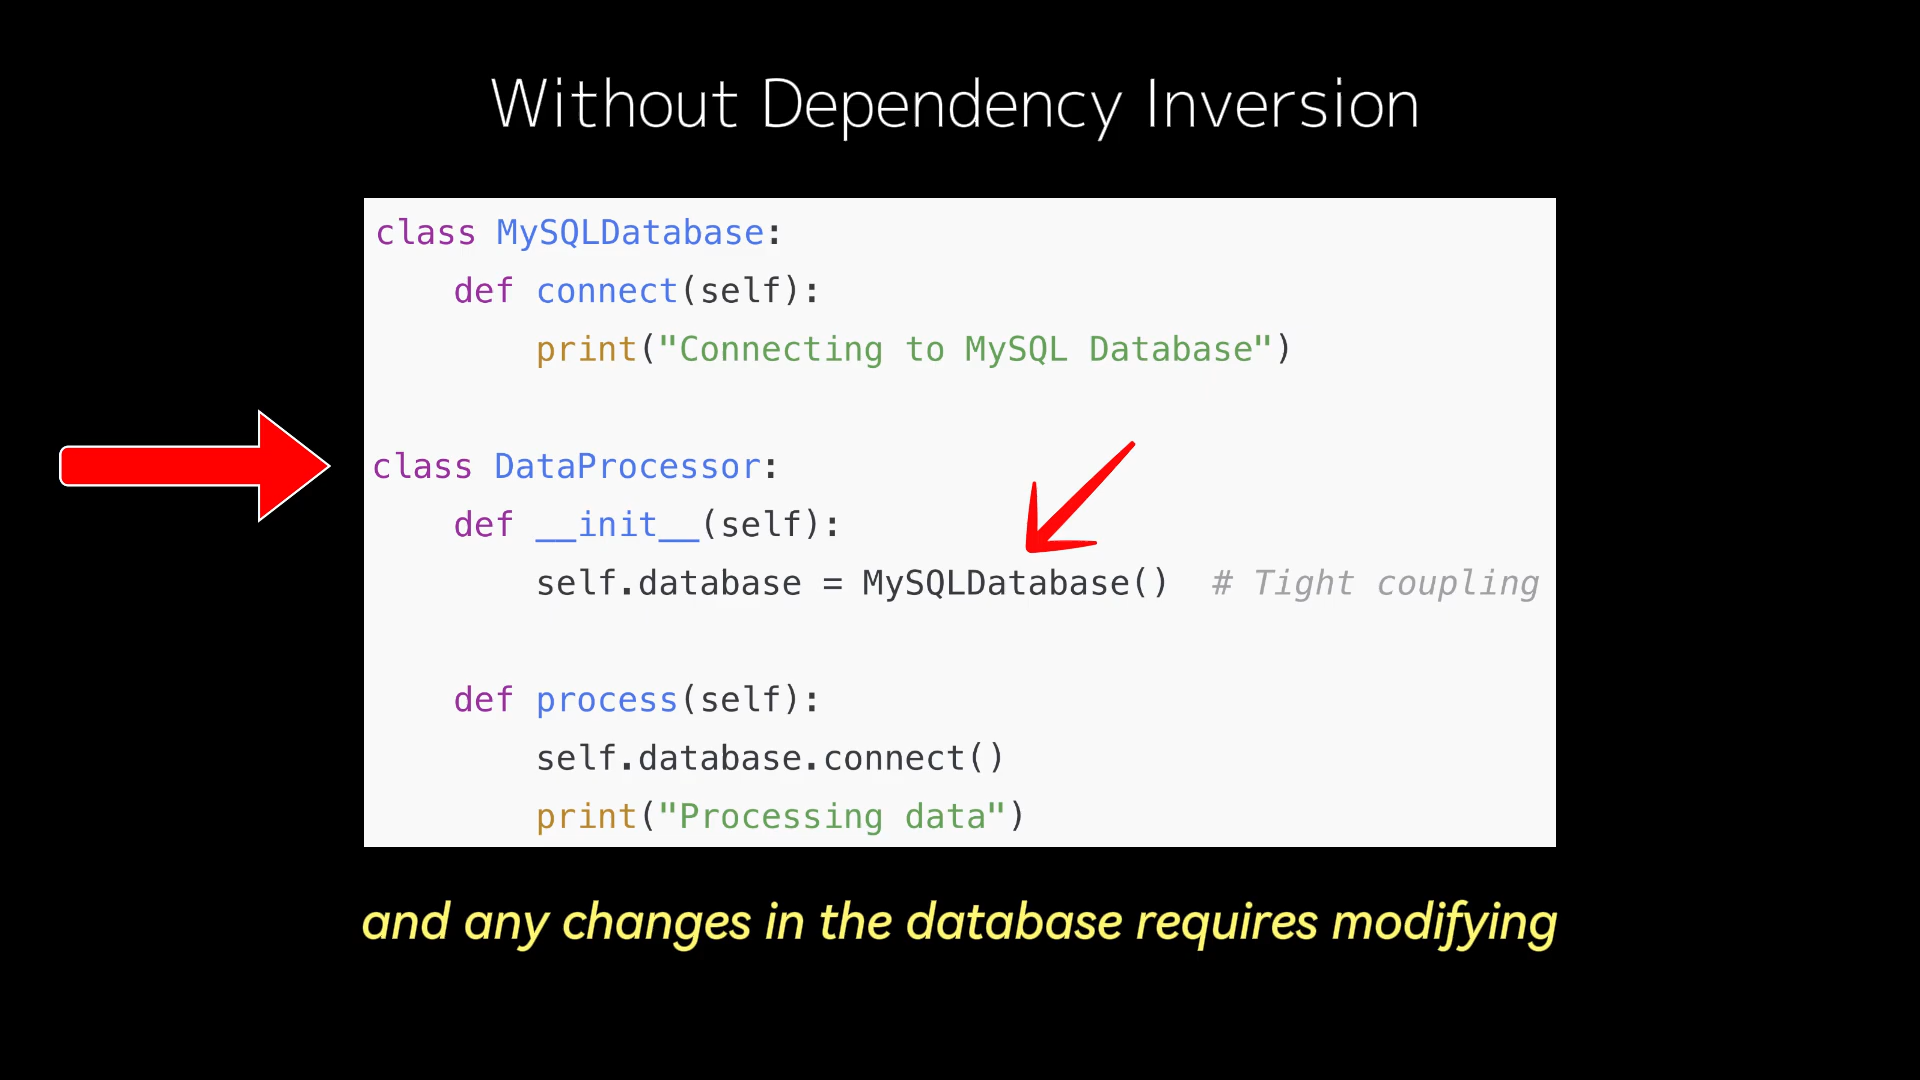 Without Dependency Inversion
class MySQLDatabase:
    def connect(self):
        print("Connecting to MySQL Database")
class DataProcessor:
    def __init__(self):
        self.database = MySQLDatabase()  # Tight coupling
    def process(self):
        self.database.connect()
        print("Processing data")
and any changes in the database requires modifying